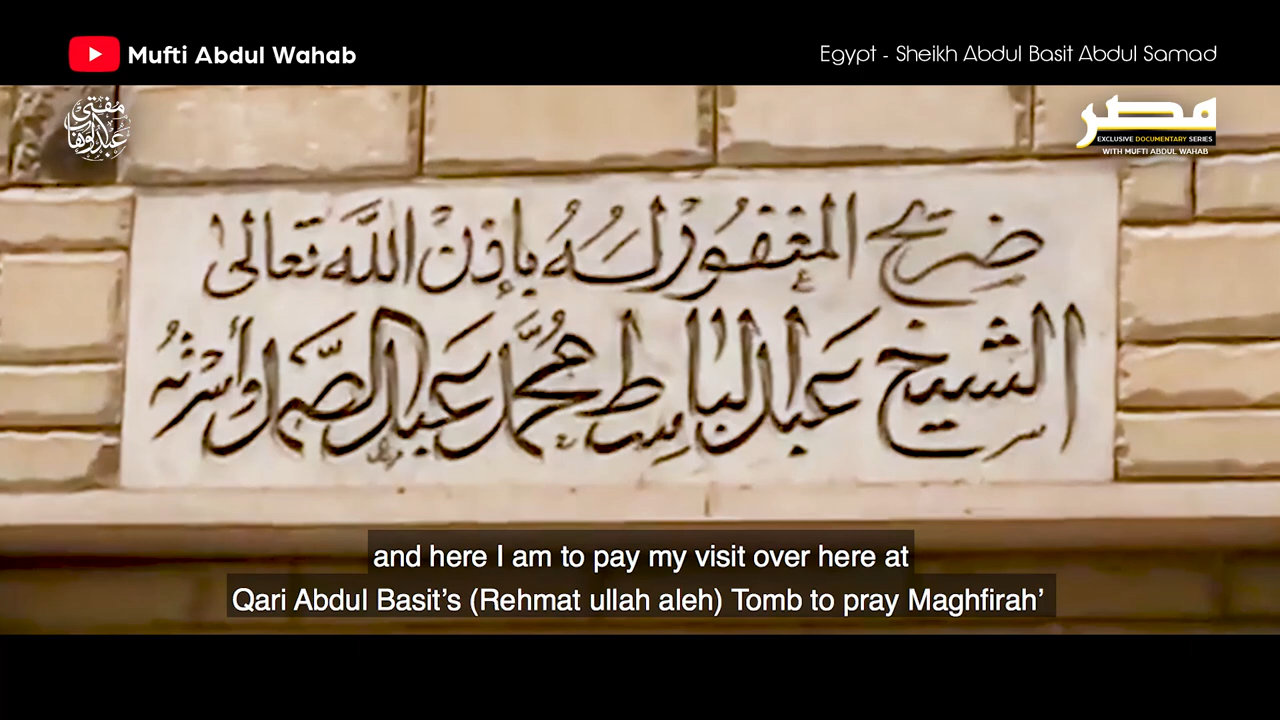 Mufti Abdul Wahab
Egypt - Sheikh Abdul Basit Abdul Samad
مفتي
مصر
EXCLUSIVE DOCUMENTARY SERIES
WITH MUFTI ABDUL WAHAB
ضريح المغفور له بإذن الله تعالى
الشيخ عبد الباسط محمد عبد الصمد وأسرته
and here I am to pay my visit over here at
Qari Abdul Basit's (Rehmat ullah aleh) Tomb to pray Maghfirah'